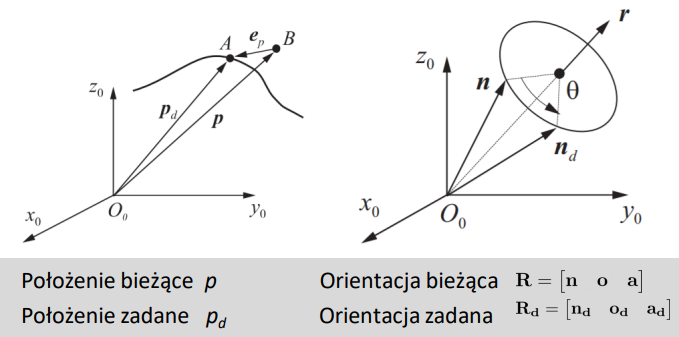 A
e_p
B
z_0
p_d
p
x_0
O_0
y_0
r
z_0
n
θ
n_d
x_0
O_0
y_0
Położenie bieżące p
Orientacja bieżąca R = [n o a]
Położenie zadane p_d
Orientacja zadana R_d = [n_d o_d a_d]